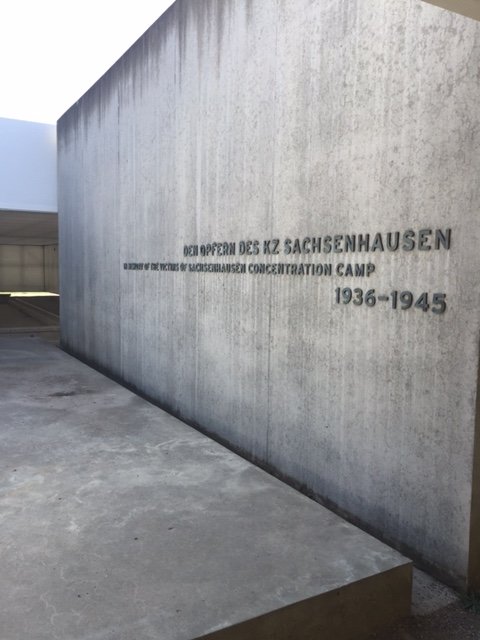 DEN OPFERN DES KZ SACHSENHAUSEN
IN MEMORY OF THE VICTIMS OF SACHSENHAUSEN CONCENTRATION CAMP
1936-1945